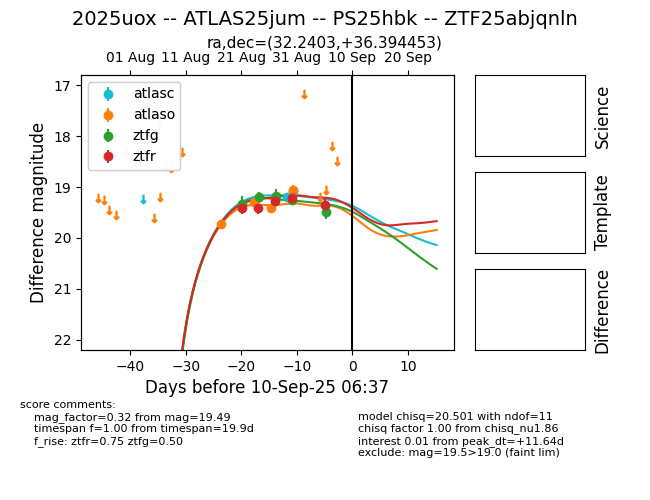 2025uox -- ATLAS25jum -- PS25hbk -- ZTF25abjqnln
ra,dec=(32.2403,+36.394453)
01 Aug 11 Aug 21 Aug 31 Aug 10 Sep 20 Sep
17
18
19
20
21
22
Difference magnitude
atlasc
atlaso
ztfg
ztfr
−40 −30 −20 −10 0 10
Days before 10-Sep-25 06:37
Science
Template
Difference
score comments:
mag_factor=0.32 from mag=19.49
timespan f=1.00 from timespan=19.9d
f_rise: ztfr=0.75 ztfg=0.50
model chisq=20.501 with ndof=11
chisq factor 1.00 from chisq_nu1.86
interest 0.01 from peak_dt=+11.64d
exclude: mag=19.5>19.0 (faint lim)